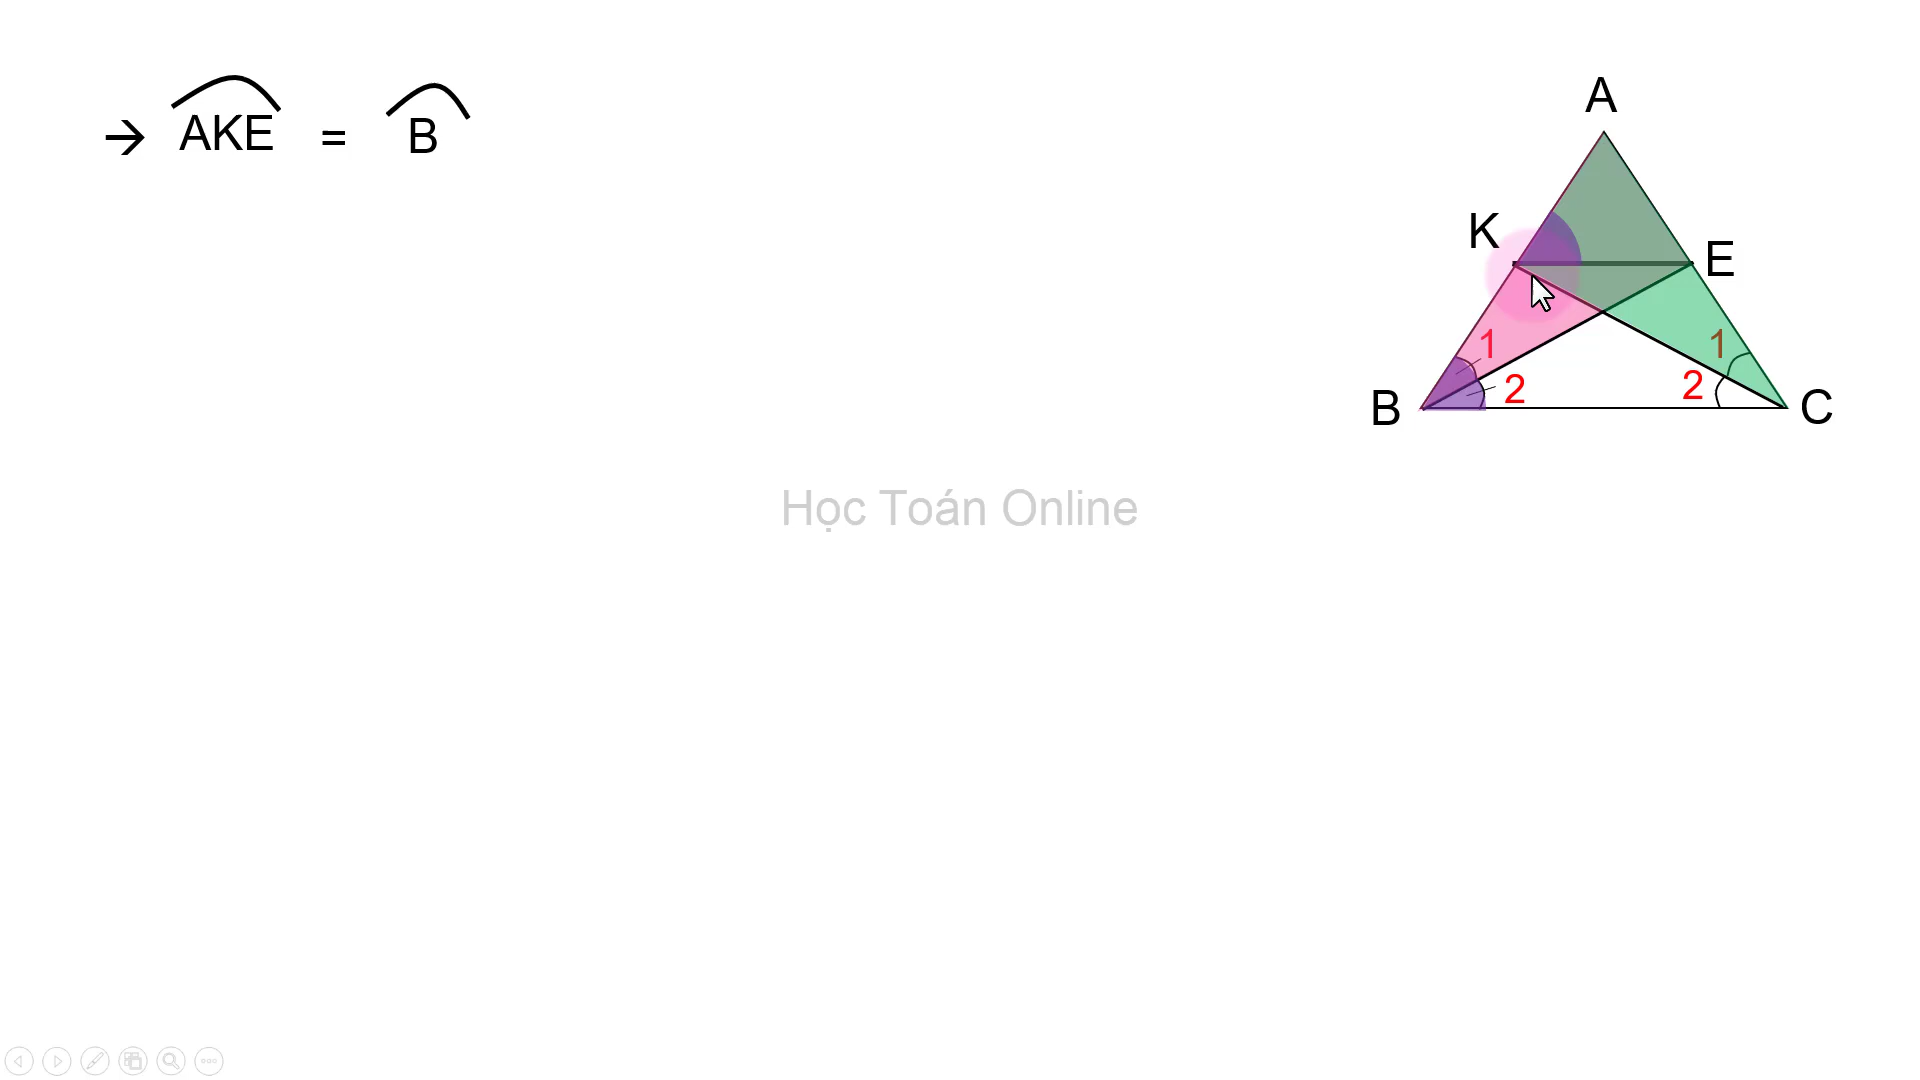 → AKE = B
A
K
E
1
1
2
2
B
C
Học Toán Online